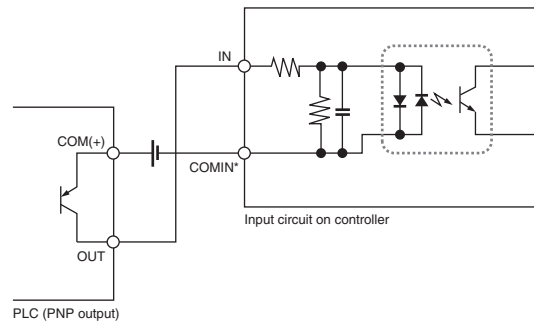 IN
COM(+)
COMIN*
Input circuit on controller
OUT
PLC (PNP output)